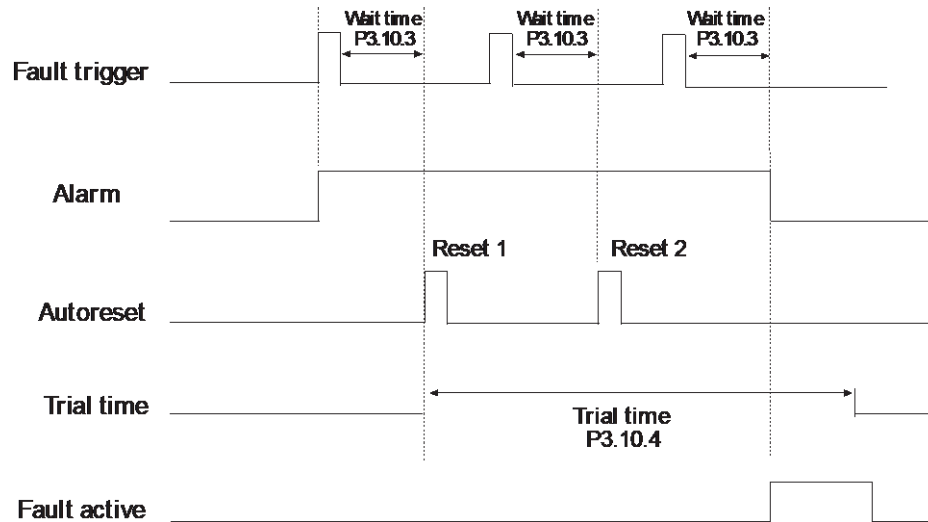 Wait time
P3.10.3
Wait time
P3.10.3
Wait time
P3.10.3
Fault trigger
Alarm
Reset 1
Reset 2
Autoreset
Trial time
Trial time
P3.10.4
Fault active